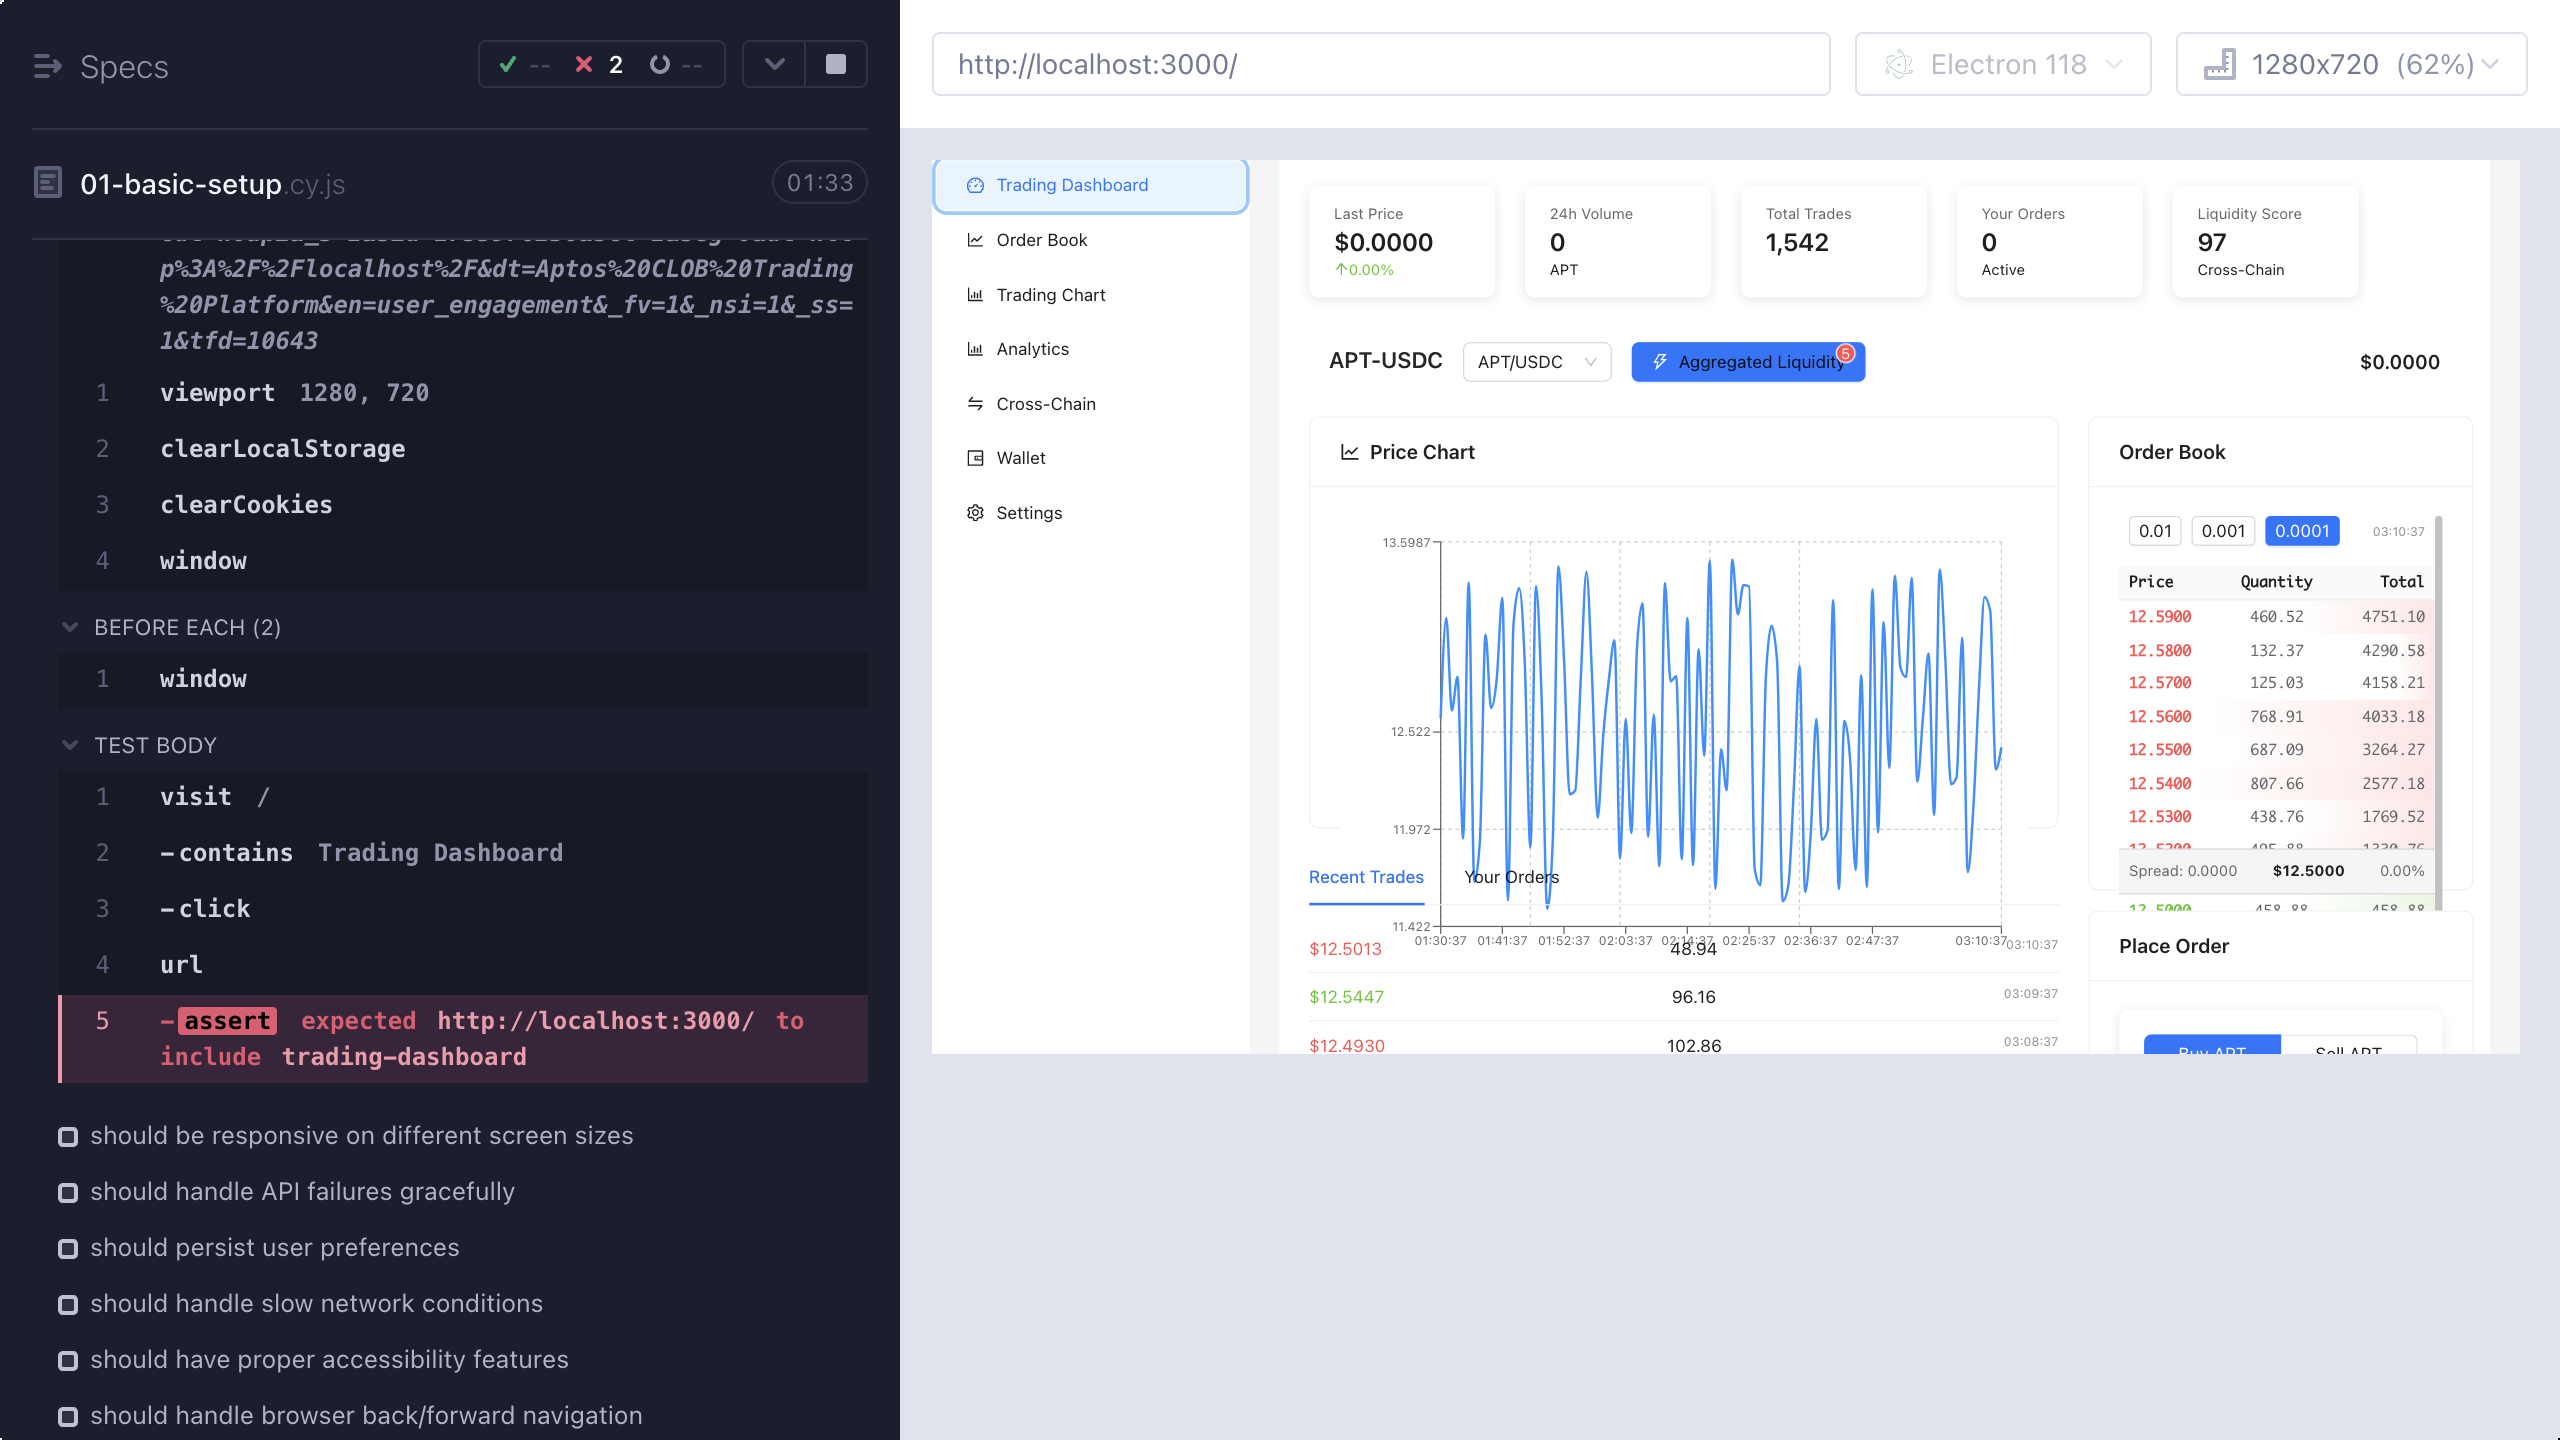 Specs
-- 2 --
01-basic-setup.cy.js 01:33
p%3A%2F%2Flocalhost%2F&dt=Aptos%20CLOB%20Trading
%20Platform&en=user_engagement&_fv=1&_nsi=1&_ss=
1&tfd=10643
1 viewport 1280, 720
2 clearLocalStorage
3 clearCookies
4 window
BEFORE EACH (2)
1 window
TEST BODY
1 visit /
2 -contains Trading Dashboard
3 -click
4 url
5 -assert expected http://localhost:3000/ to
include trading-dashboard
should be responsive on different screen sizes
should handle API failures gracefully
should persist user preferences
should handle slow network conditions
should have proper accessibility features
should handle browser back/forward navigation
http://localhost:3000/
Electron 118
1280x720 (62%)
Trading Dashboard
Order Book
Trading Chart
Analytics
Cross-Chain
Wallet
Settings
Last Price
$0.0000
↑0.00%
24h Volume
0
APT
Total Trades
1,542
Your Orders
0
Active
Liquidity Score
97
Cross-Chain
APT-USDC
APT/USDC
Aggregated Liquidity
5
$0.0000
Price Chart
13.5987
12.522
11.972
11.422
01:30:37 01:41:37 01:52:37 02:03:37 02:14:37 02:25:37 02:36:37 02:47:37 03:10:37
Recent Trades Your Orders
$12.5013 48.94 03:10:37
$12.5447 96.16 03:09:37
$12.4930 102.86 03:08:37
Order Book
0.01 0.001 0.0001 03:10:37
Price Quantity Total
12.5900 460.52 4751.10
12.5800 132.37 4290.58
12.5700 125.03 4158.21
12.5600 768.91 4033.18
12.5500 687.09 3264.27
12.5400 807.66 2577.18
12.5300 438.76 1769.52
12.5200 495.88 1330.76
Spread: 0.0000 $12.5000 0.00%
12.5000 458.88 458.88
Place Order
Buy APT Sell APT